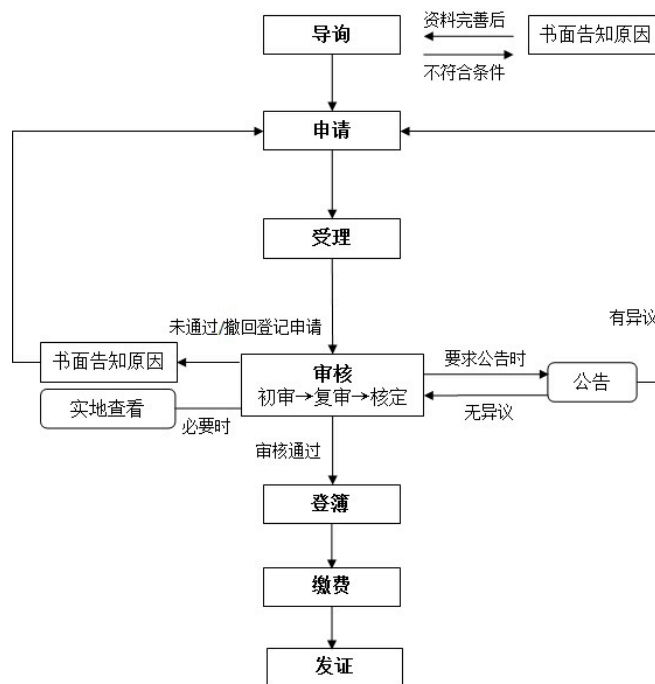 资料完善后
导询
书面告知原因
不符合条件
申请
受理
有异议
未通过/撤回登记申请
书面告知原因
审核
要求公告时
公告
初审→复审→核定
实地查看
必要时
无异议
审核通过
登簿
缴费
发证